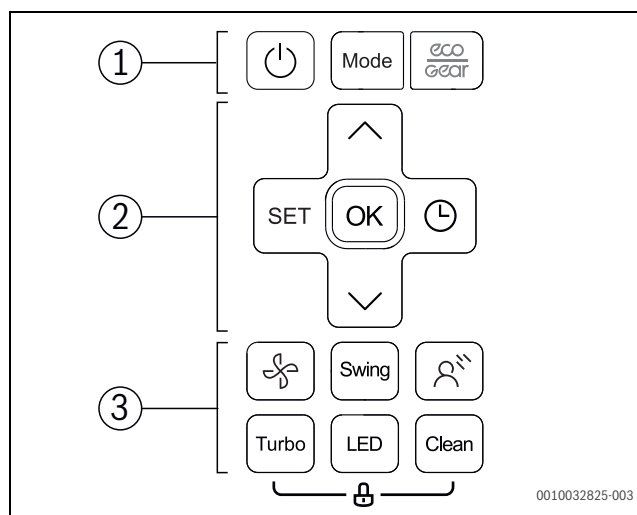 1
Mode
eco
Gear
2
SET
OK
3
Swing
Turbo
LED
Clean
0010032825-003